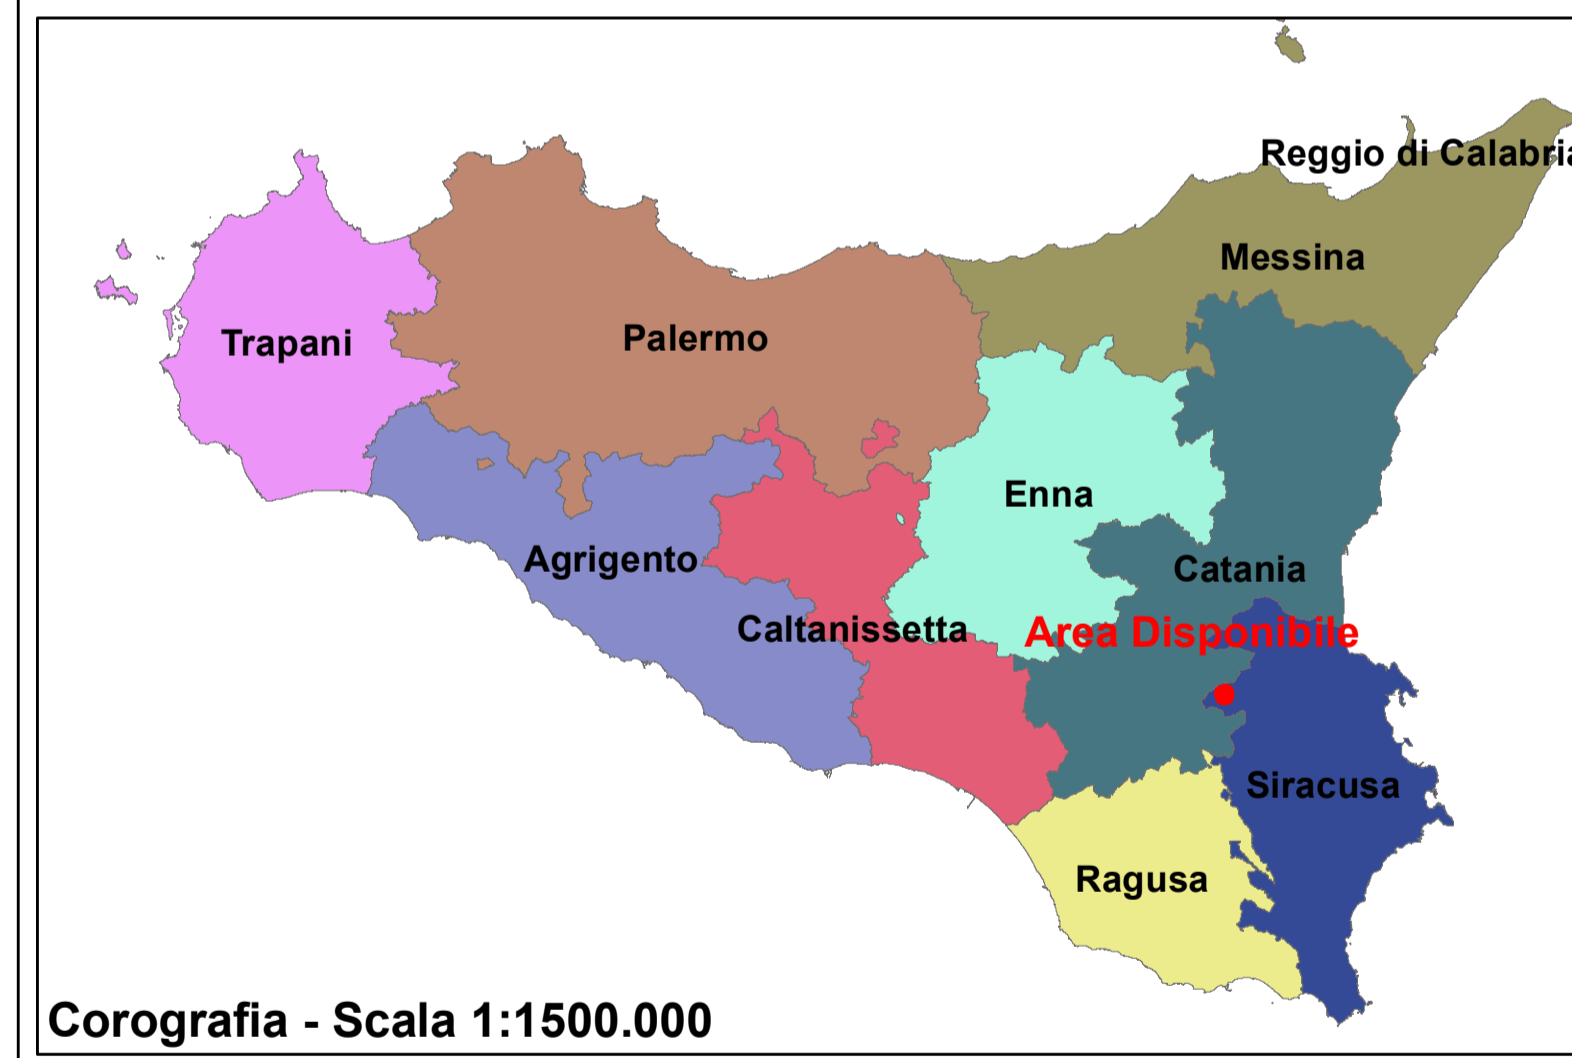 Reggio di Calabria
Messina
Trapani
Palermo
Enna
Agrigento
Catania
Caltanissetta
Area Disponibile
Siracusa
Ragusa
Corografia - Scala 1:1500.000